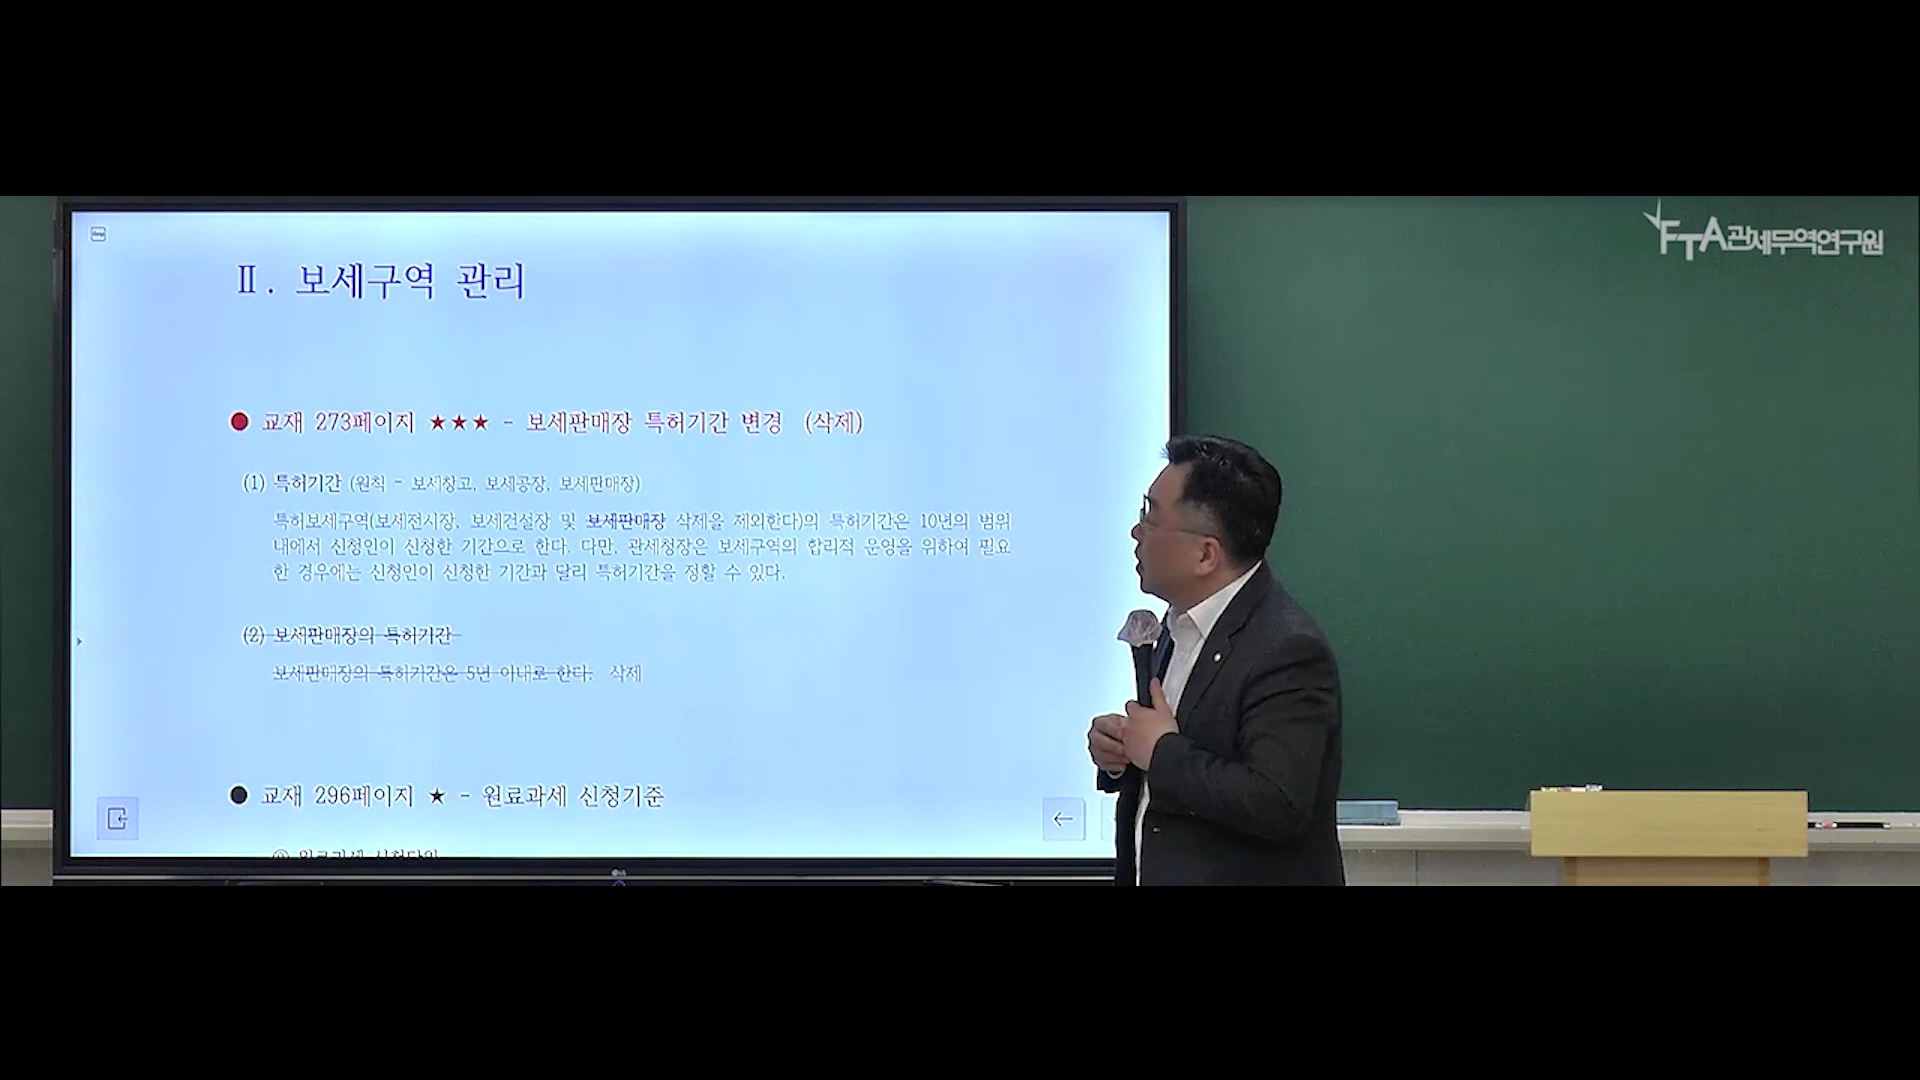 FTA관세무역연구원
Ⅱ. 보세구역 관리
● 교재 273페이지 ★★★ - 보세판매장 특허기간 변경 (삭제)
(1) 특허기간 (원칙 - 보세창고, 보세공장, 보세판매장)
특허보세구역(보세전시장, 보세건설장 및 보세판매장 삭제을 제외한다)의 특허기간은 10년의 범위
내에서 신청인이 신청한 기간으로 한다. 다만, 관세청장은 보세구역의 합리적 운영을 위하여 필요
한 경우에는 신청인이 신청한 기간과 달리 특허기간을 정할 수 있다.
(2) 보세판매장의 특허기간
보세판매장의 특허기간은 5년 이내로 한다. 삭제
● 교재 296페이지 ★ - 원료과세 신청기준
LG